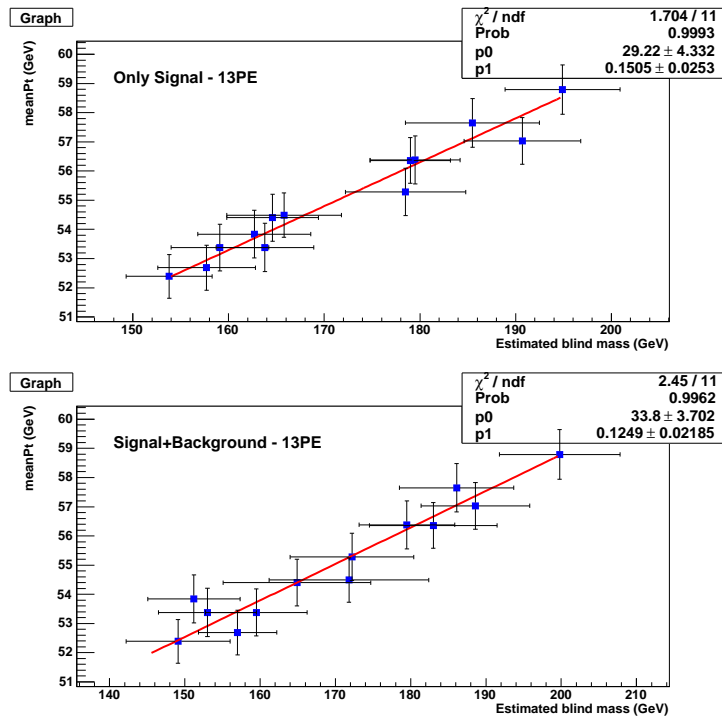 Graph
χ² / ndf 1.704 / 11
Prob 0.9993
p0 29.22 ± 4.332
p1 0.1505 ± 0.0253
Only Signal - 13PE
meanPt (GeV)
60
59
58
57
56
55
54
53
52
51
150 160 170 180 190 200
Estimated blind mass (GeV)
Graph
χ² / ndf 2.45 / 11
Prob 0.9962
p0 33.8 ± 3.702
p1 0.1249 ± 0.02185
Signal+Background - 13PE
meanPt (GeV)
60
59
58
57
56
55
54
53
52
51
140 150 160 170 180 190 200 210
Estimated blind mass (GeV)